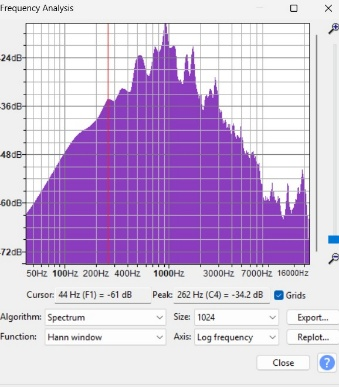 Frequency Analysis
-24dB
-36dB
-48dB
-60dB
-72dB
50Hz 100Hz 200Hz 400Hz 1000Hz 3000Hz 7000Hz 16000Hz
Cursor: 44 Hz (F1) = -61 dB Peak: 262 Hz (C4) = -34.2 dB Grids
Algorithm: Spectrum Size: 1024 Export...
Function: Hann window Axis: Log frequency Replot...
Close ?